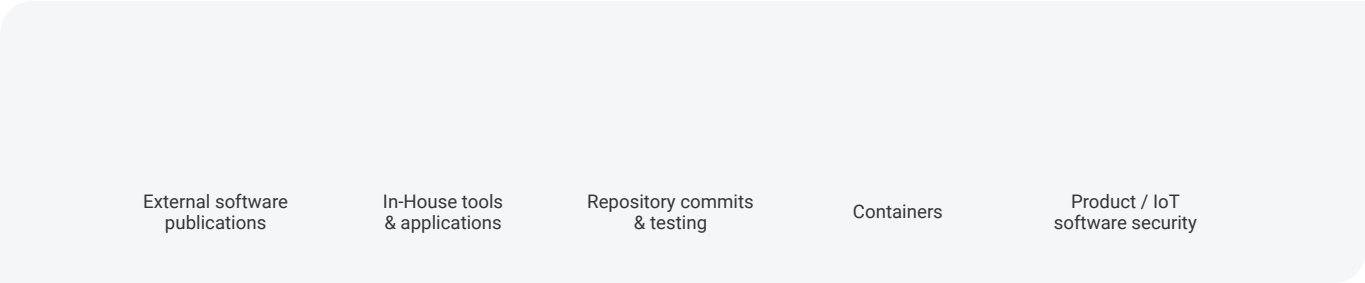 External software
publications
In-House tools
& applications
Repository commits
& testing
Containers
Product / IoT
software security